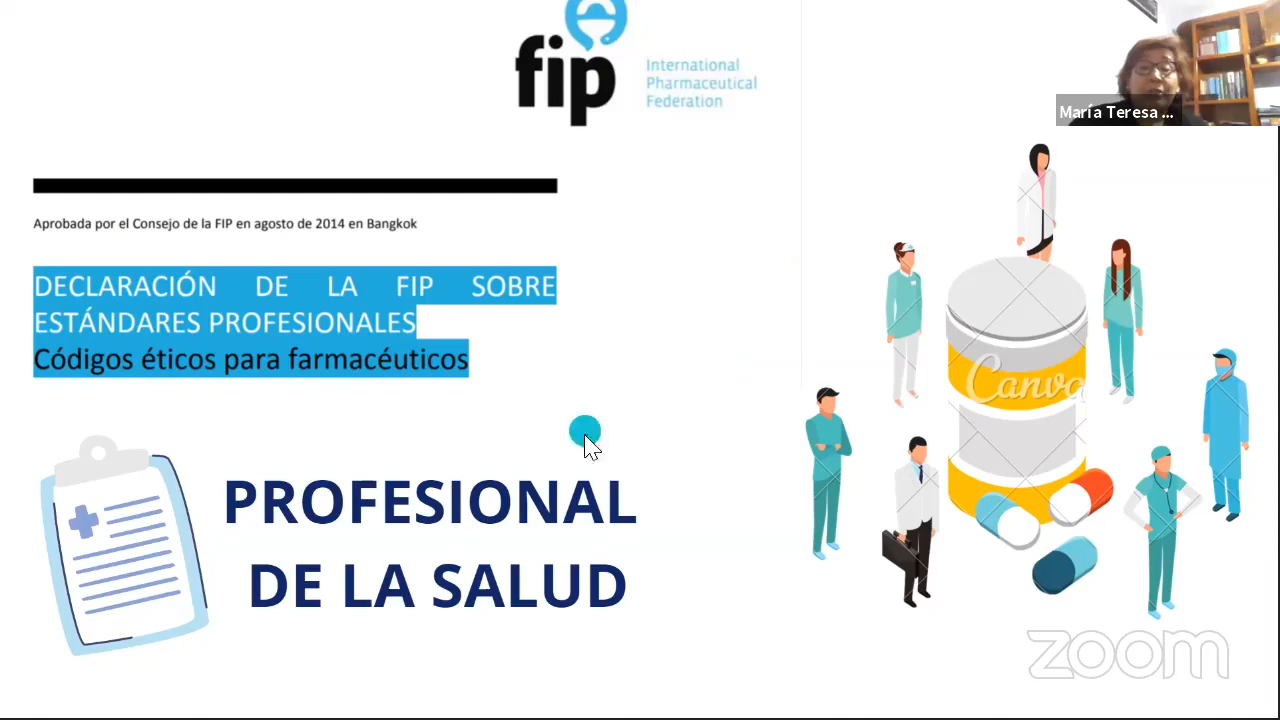 fip
International
Pharmaceutical
Federation
María Teresa ...
Aprobada por el Consejo de la FIP en agosto de 2014 en Bangkok
DECLARACIÓN DE LA FIP SOBRE
ESTÁNDARES PROFESIONALES
Códigos éticos para farmacéuticos
Canva
PROFESIONAL
DE LA SALUD
zoom